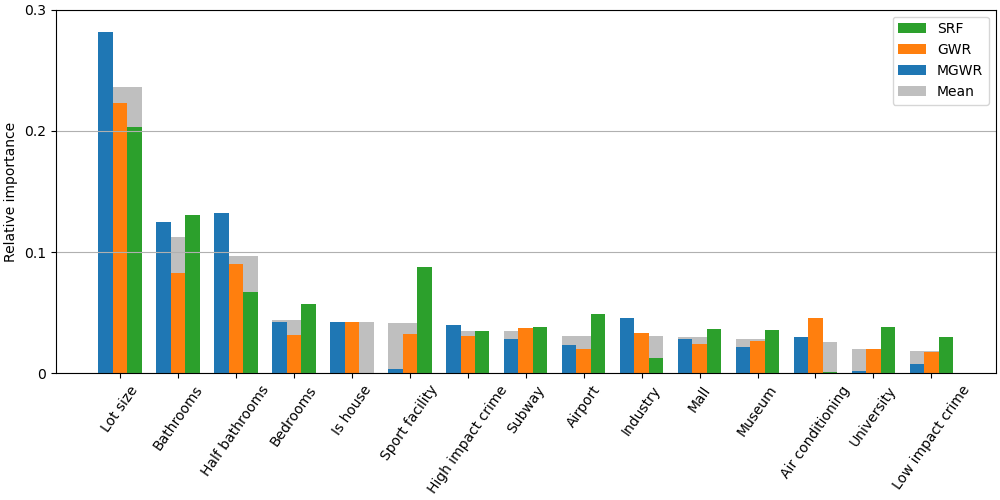 0.3
0.2
0.1
0
Relative importance
SRF
GWR
MGWR
Mean
Lot size
Bathrooms
Half bathrooms
Bedrooms
Is house
Sport facility
High impact crime
Subway
Airport
Industry
Mall
Museum
Air conditioning
University
Low impact crime